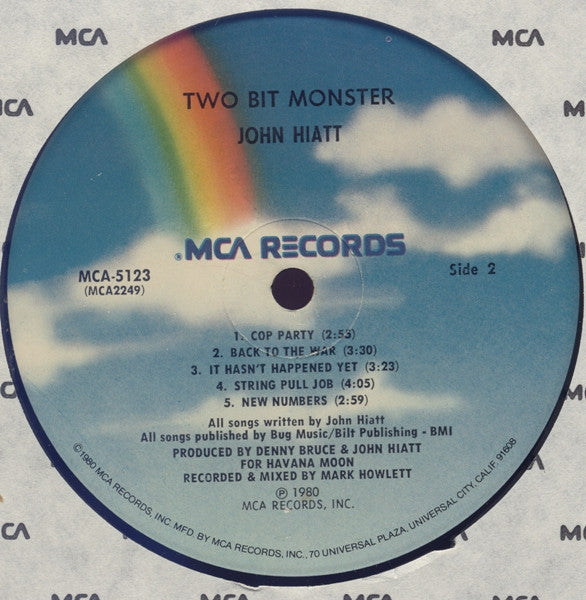 MCA
MCA
TWO BIT MONSTER
JOHN HIATT
® MCA RECORDS
MCA-5123
(MCA2249)
Side 2
1. COP PARTY (2:53)
2. BACK TO THE WAR (3:30)
3. IT HASN'T HAPPENED YET (3:23)
4. STRING PULL JOB (4:05)
5. NEW NUMBERS (2:59)
All songs written by John Hiatt
All songs published by Bug Music/Bilt Publishing - BMI
PRODUCED BY DENNY BRUCE & JOHN HIATT
FOR HAVANA MOON
RECORDED & MIXED BY MARK HOWLETT
℗ 1980
MCA RECORDS, INC.
©1980 MCA RECORDS, INC. MFD. BY MCA RECORDS, INC., 70 UNIVERSAL PLAZA, UNIVERSAL CITY, CALIF. 91608
MCA
MCA
MCA